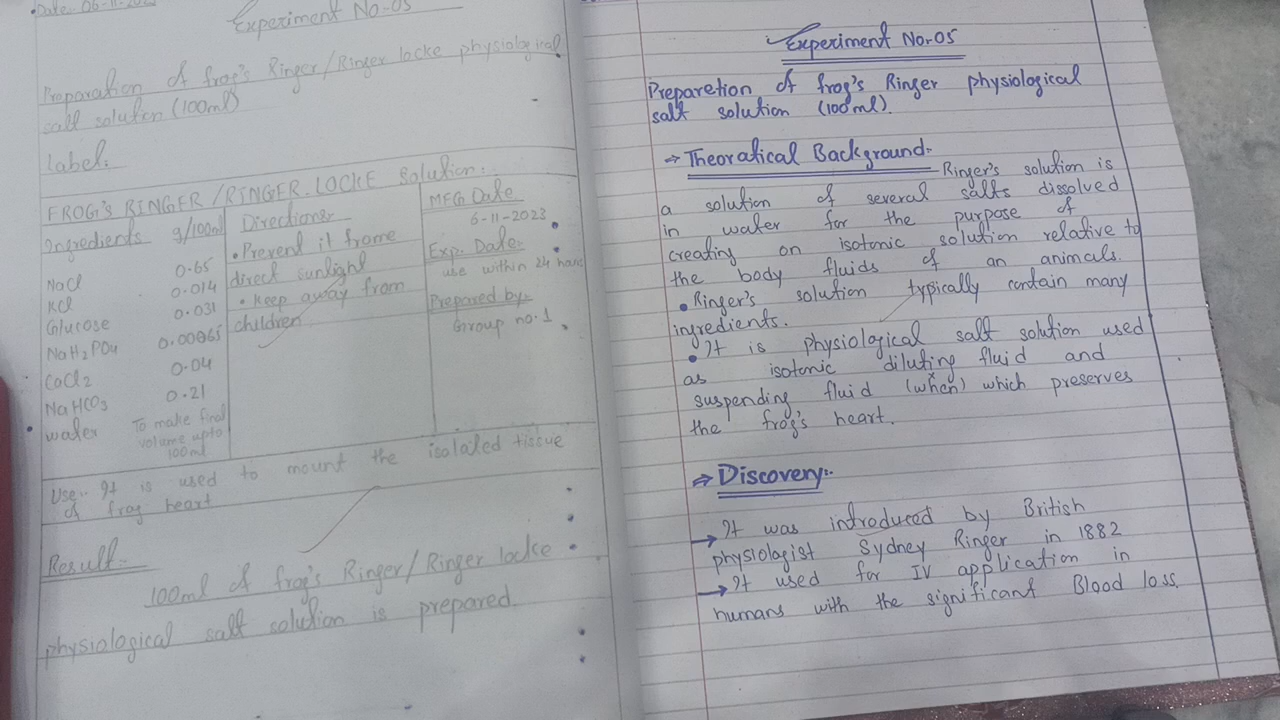 Date:- 06-11-202
Experiment No-05
Preparation of frog's Ringer/Ringer locke physiological
salt soluton (100ml)
Label:-
FROG'S RINGER /RINGER-LOCKE Solution:-
Ingredients g/100ml
NaCl 0.65
KCl 0.014
Glucose 0.031
NaH2PO4 0.00065
CaCl2 0.04
NaHCO3 0.21
water To make final
volume upto
100ml
Directions:-
• Prevent it frome
direct sunlight
• keep away from
children
MFG Date
6-11-2023
Exp. Date:-
use within 24 hours
Prepared by:-
Group no.1
Use:- It is used to mount the isolated tissue
of frog heart
Result:-
100ml of frog's Ringer/Ringer locke
physiological salt solution is prepared.
Experiment No-05
Preparetion of frog's Ringer physiological
salt solution (100ml).
→ Theoratical Background:-
Ringer's solution is
a solution of several salts dissolved
in water for the purpose of
creating on isotonic solution relative to
the body fluids of an animals.
• Ringer's solution typically contain many
ingredients.
• It is physiological salt solution used
as isotonic diluting fluid and
suspending fluid (when) which preserves
the frog's heart.
⇒ Discovery:-
→ It was introduced by British
physiologist Sydney Ringer in 1882
→ It used for IV application in
humans with the significant Blood loss.